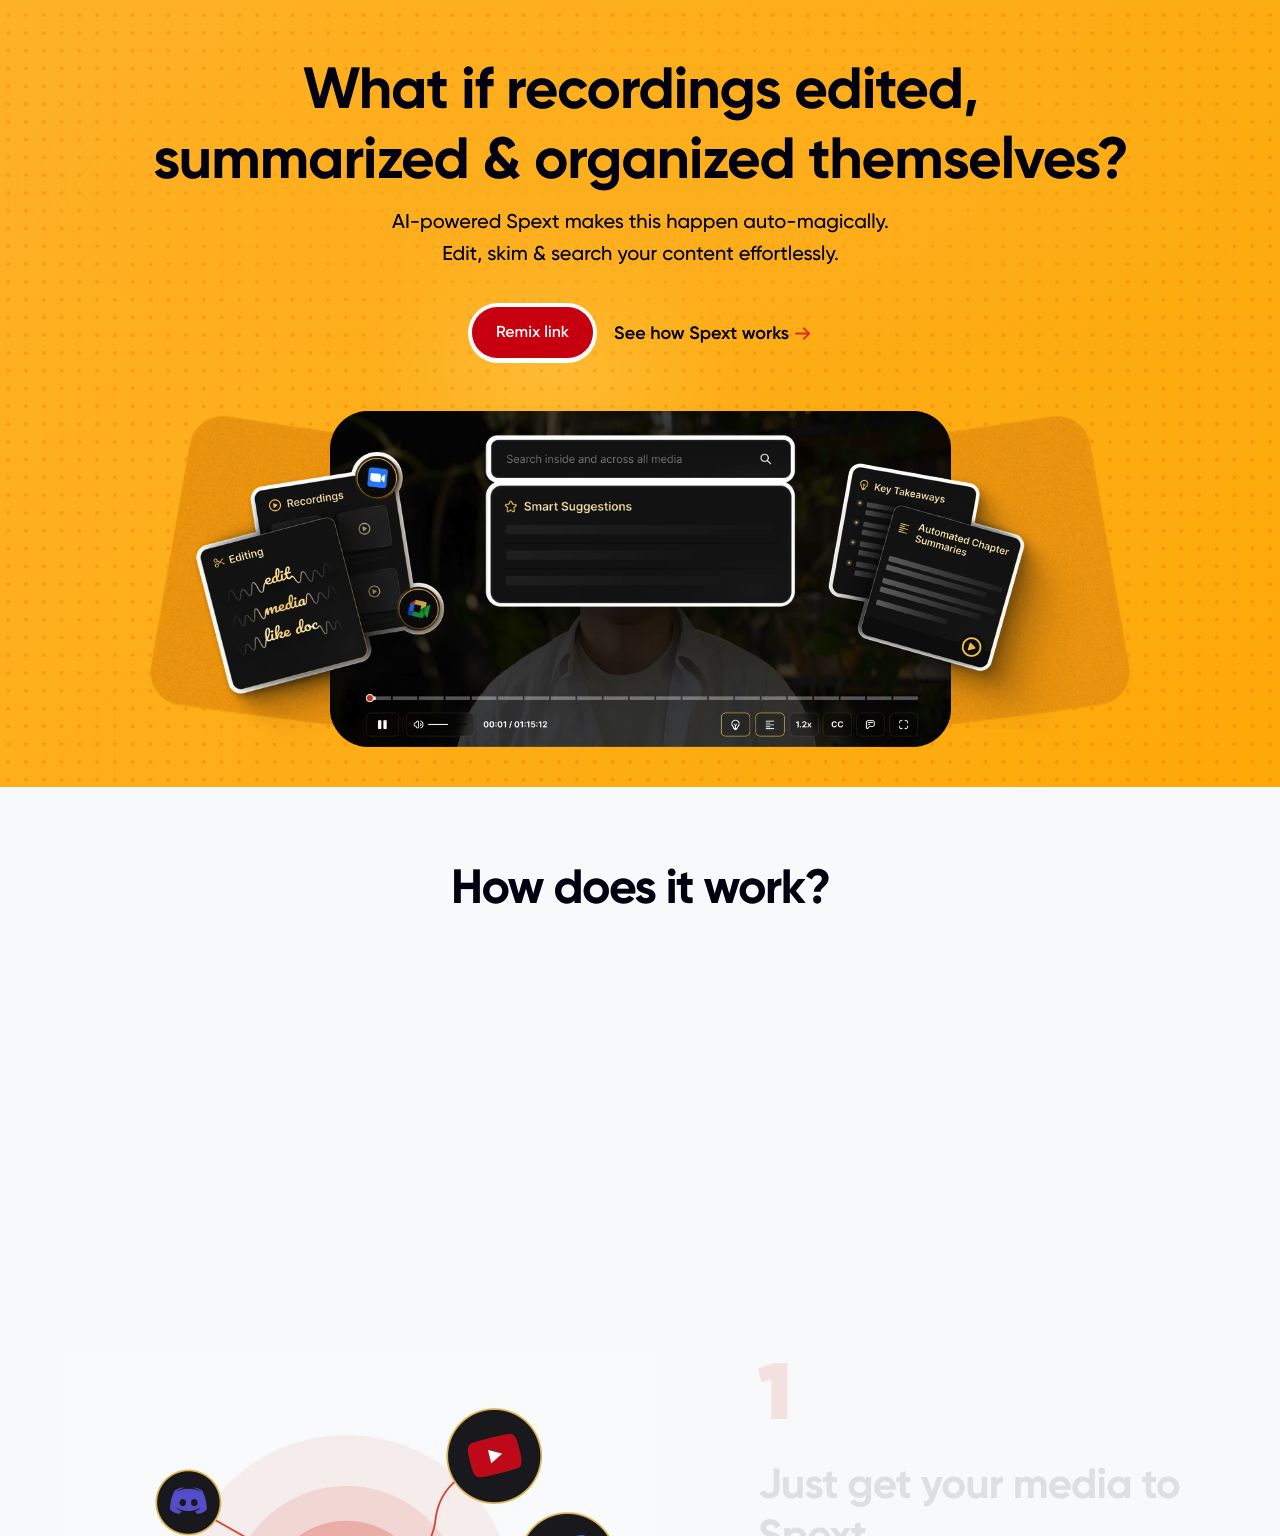 What if recordings edited,
summarized & organized themselves?
AI-powered Spext makes this happen auto-magically.
Edit, skim & search your content effortlessly.
Remix link
See how Spext works →
Recordings
Editing
edit
media
like doc
Search inside and across all media
Smart Suggestions
Key Takeaways
Automated Chapter
Summaries
00:01 / 01:15:12
1.2x
CC
How does it work?
1
Just get your media to
Spext